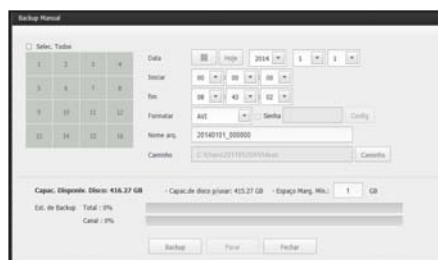 Backup Manual
Selec. Todos
1 2 3 4
5 6 7 8
9 10 11 12
13 14 15 16
Data Hoje 2014 1 1
Iniciar 00 : 00 : 00
fim 08 : 43 : 02
Formatar AVI Senha Config
Nome arq. 20140101_000000
Caminho Caminho
Capac. Disponív. Disco: 416.27 GB - Capac.de disco p/usar: 415.27 GB - Espaço Marg. Mín.: 1 GB
Est. de Backup Total : 0%
Canal : 0%
Backup Parar Fechar